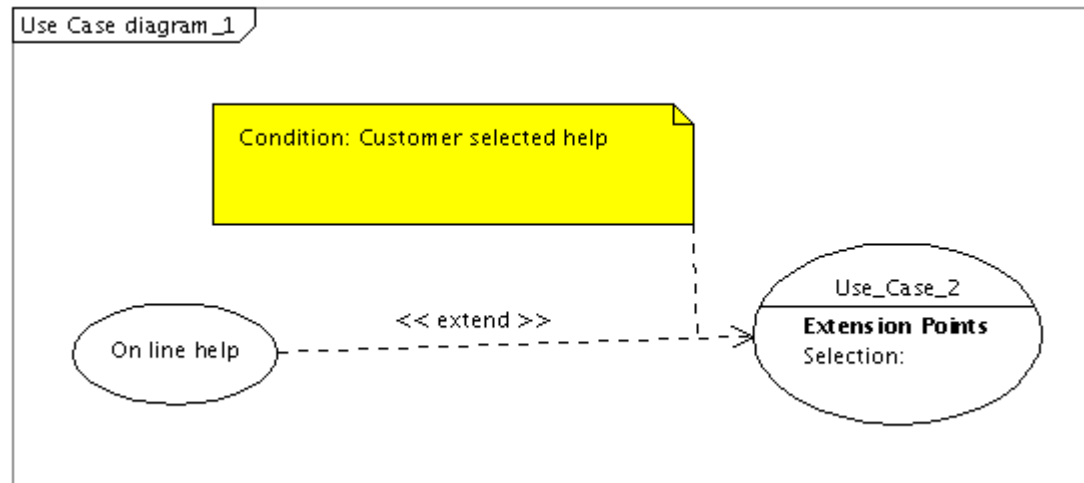 Use Case diagram_1
Condition: Customer selected help
<< extend >>
On line help
Use_Case_2
Extension Points
Selection: